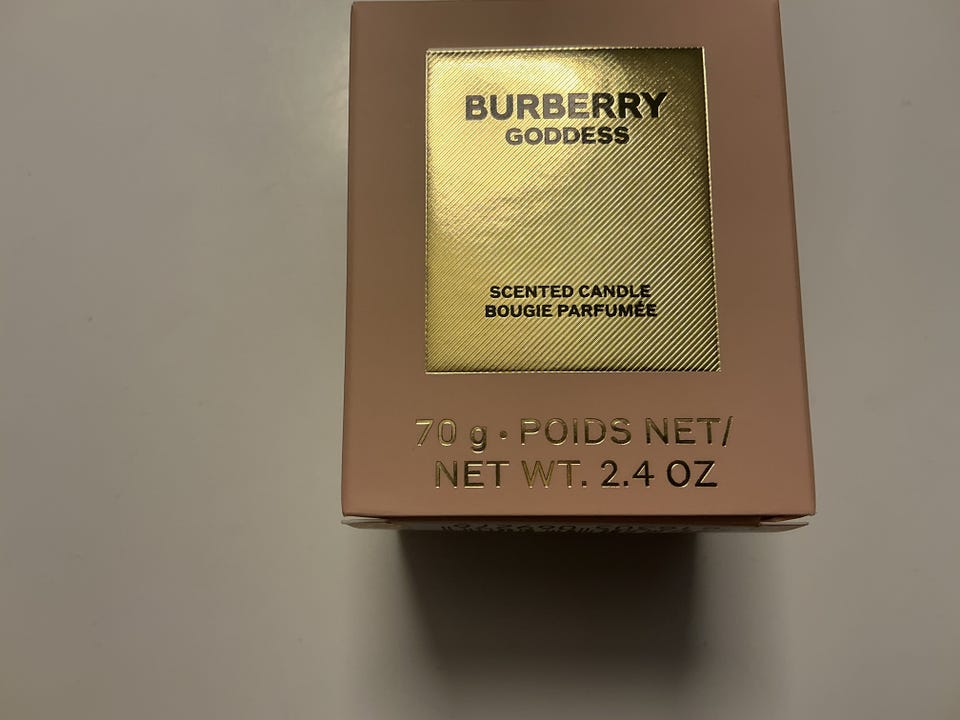 BURBERRY
GODDESS
SCENTED CANDLE
BOUGIE PARFUMÉE
70 g · POIDS NET/
NET WT. 2.4 OZ